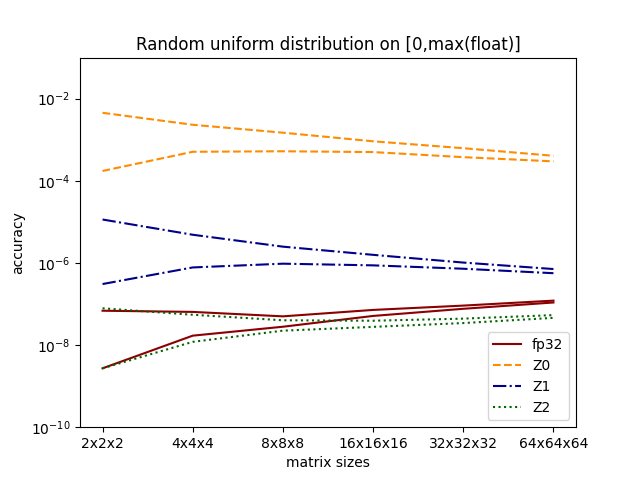 Random uniform distribution on [0,max(float)]
accuracy
10⁻²
10⁻⁴
10⁻⁶
10⁻⁸
10⁻¹⁰
2x2x2
4x4x4
8x8x8
16x16x16
32x32x32
64x64x64
matrix sizes
fp32
Z0
Z1
Z2